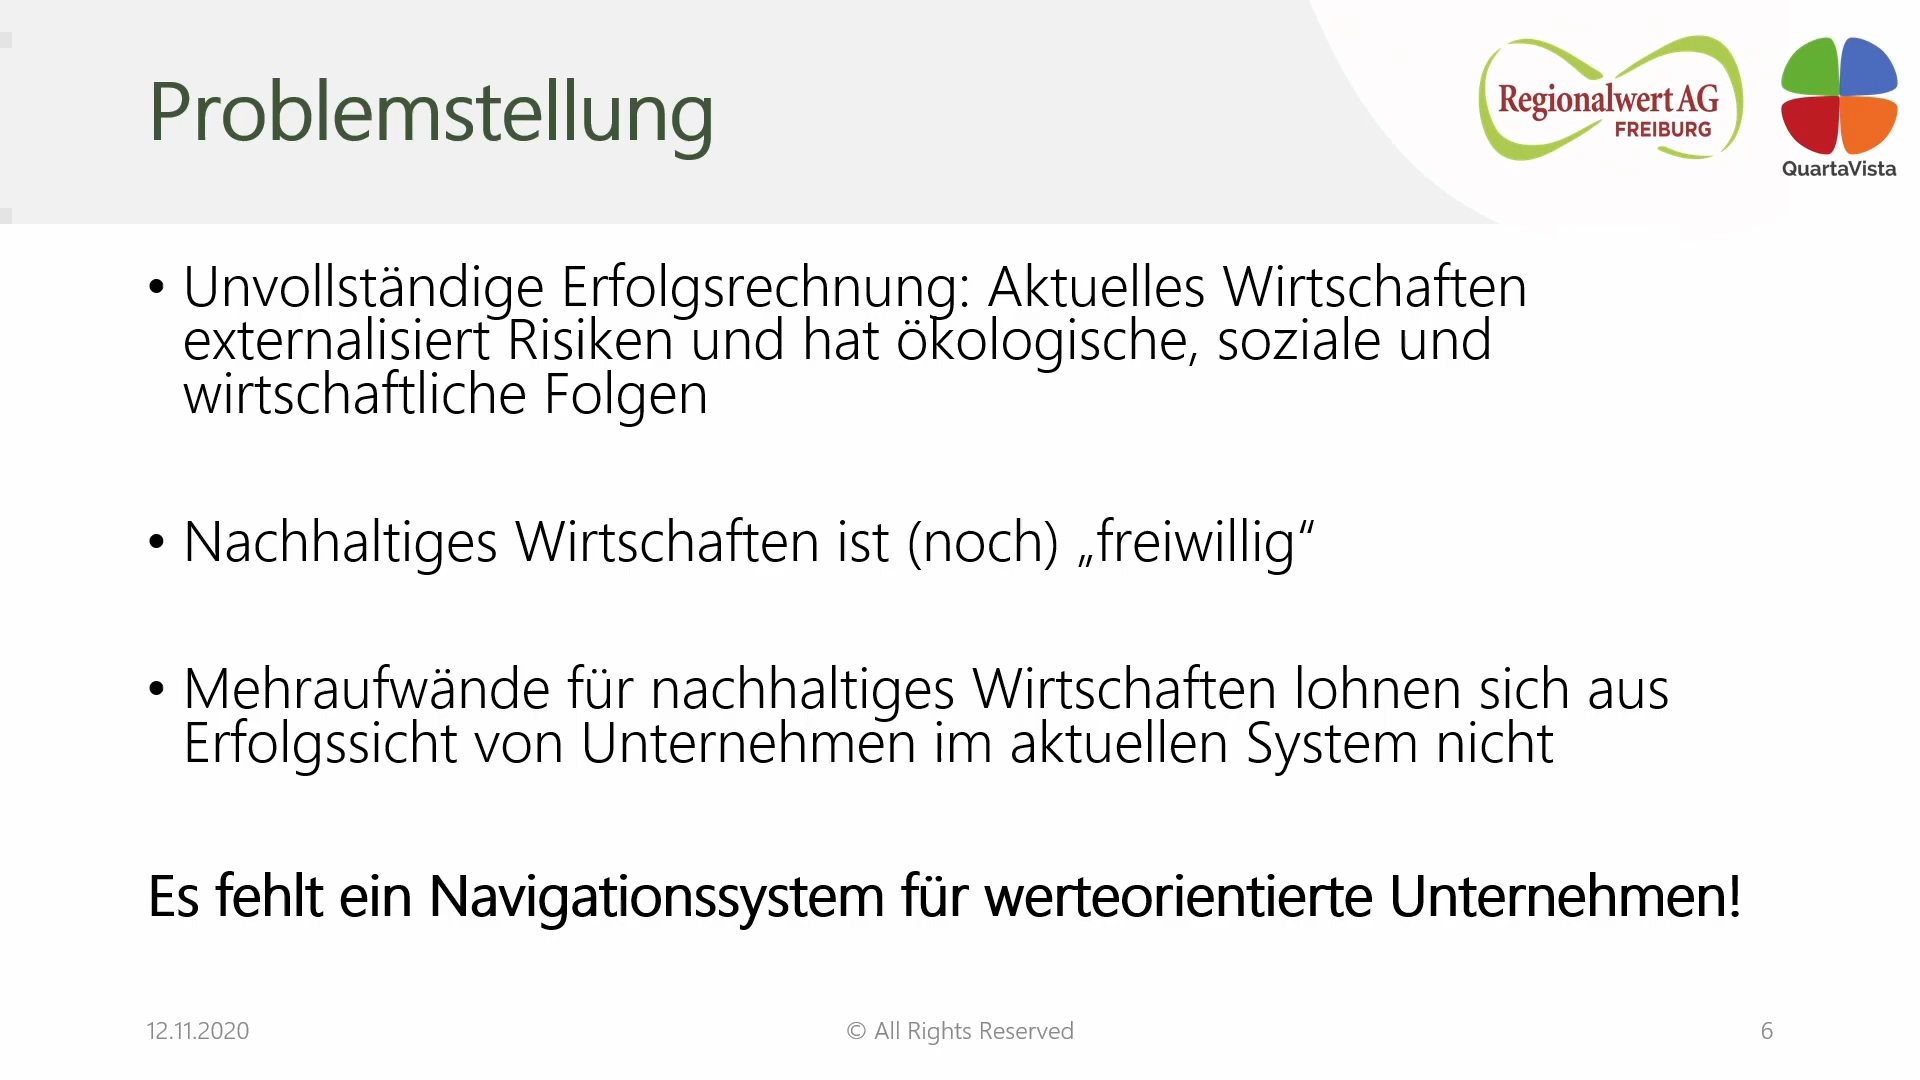 Problemstellung
Regionalwert AG
FREIBURG
QuartaVista
• Unvollständige Erfolgsrechnung: Aktuelles Wirtschaften
externalisiert Risiken und hat ökologische, soziale und
wirtschaftliche Folgen
• Nachhaltiges Wirtschaften ist (noch) „freiwillig“
• Mehraufwände für nachhaltiges Wirtschaften lohnen sich aus
Erfolgssicht von Unternehmen im aktuellen System nicht
Es fehlt ein Navigationssystem für werteorientierte Unternehmen!
12.11.2020
© All Rights Reserved
6